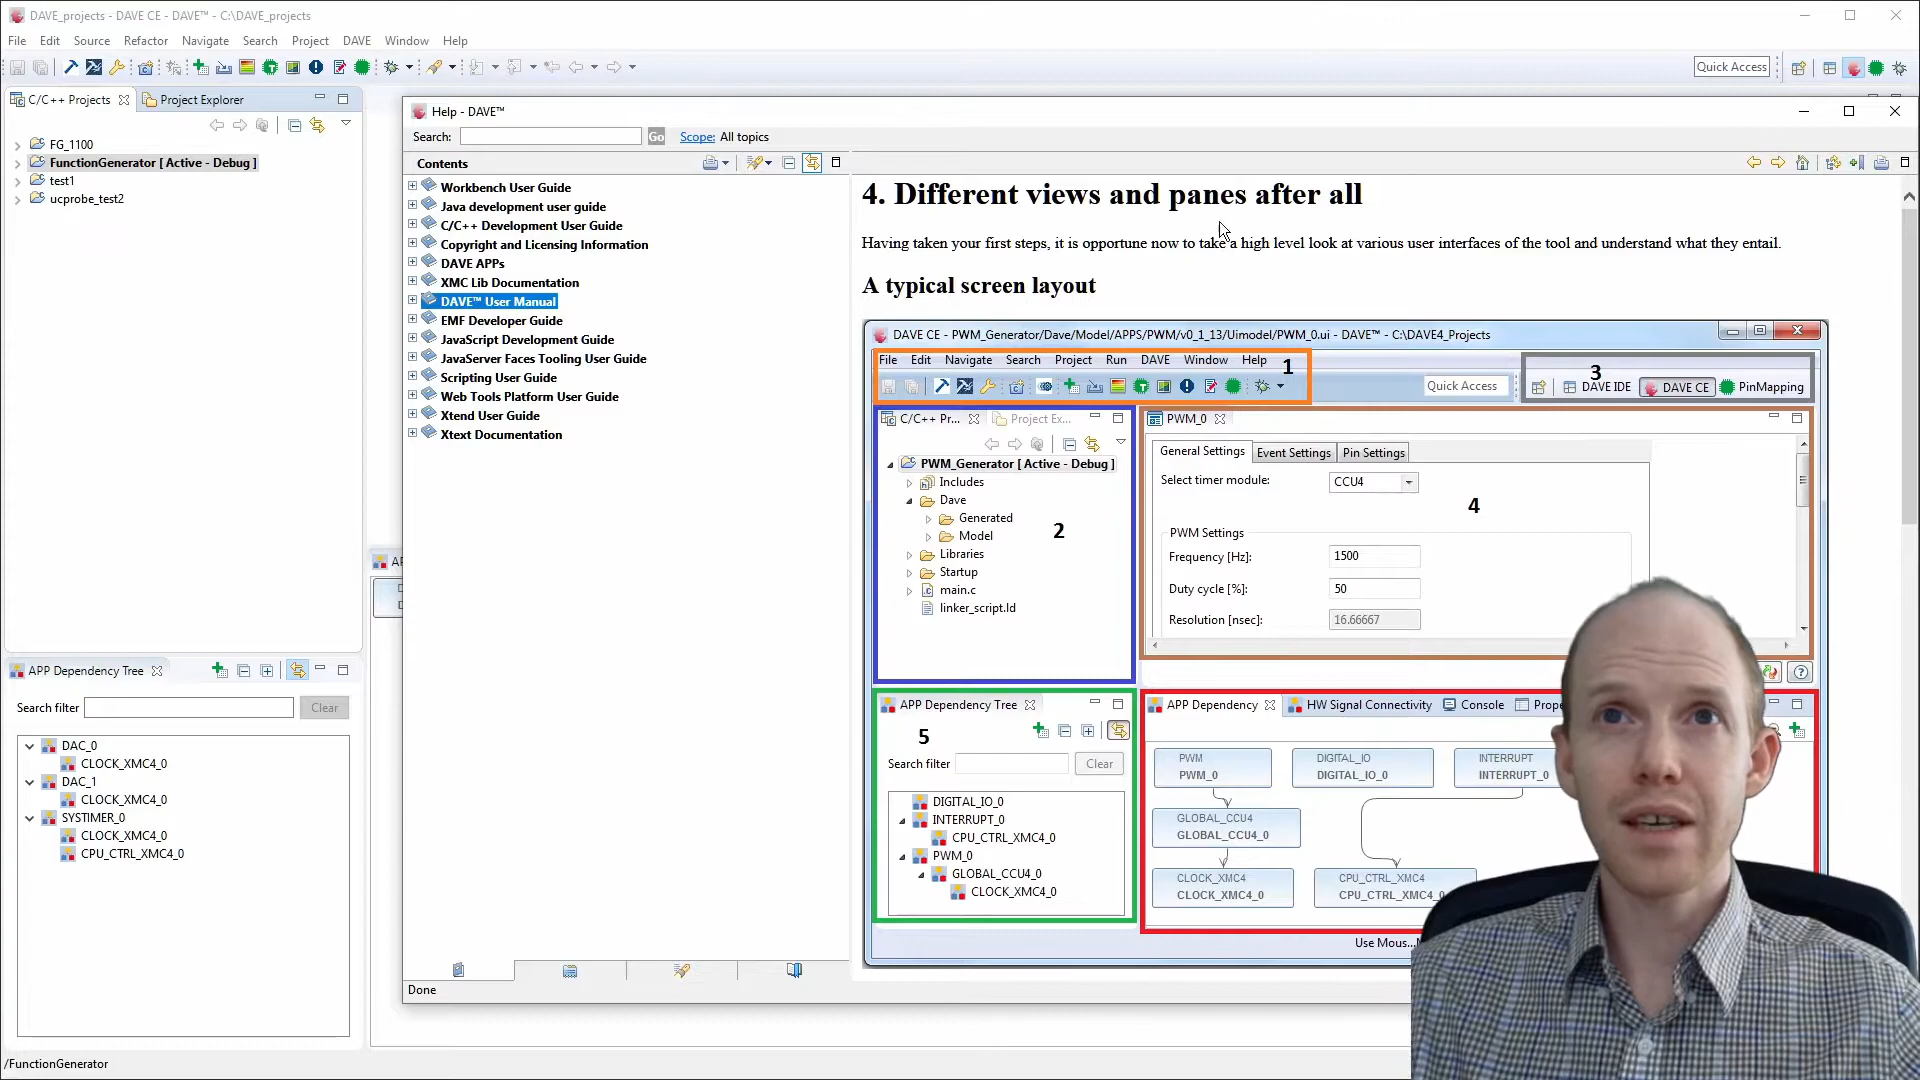 DAVE_projects - DAVE CE - DAVE™ - C:\DAVE_projects
File Edit Source Refactor Navigate Search Project DAVE Window Help
Quick Access
C/C++ Projects Project Explorer
FG_1100
FunctionGenerator [ Active - Debug ]
test1
ucprobe_test2
APP Dependency Tree
Search filter Clear
DAC_0
CLOCK_XMC4_0
DAC_1
CLOCK_XMC4_0
SYSTIMER_0
CLOCK_XMC4_0
CPU_CTRL_XMC4_0
/FunctionGenerator
Help - DAVE™
Search: Go Scope: All topics
Contents
Workbench User Guide
Java development user guide
C/C++ Development User Guide
Copyright and Licensing Information
DAVE APPs
XMC Lib Documentation
DAVE™ User Manual
EMF Developer Guide
JavaScript Development Guide
JavaServer Faces Tooling User Guide
Scripting User Guide
Web Tools Platform User Guide
Xtend User Guide
Xtext Documentation
Done
4. Different views and panes after all
Having taken your first steps, it is opportune now to take a high level look at various user interfaces of the tool and understand what they entail.
A typical screen layout
DAVE CE - PWM_Generator/Dave/Model/APPS/PWM/v0_1_13/Uimodel/PWM_0.ui - DAVE™ - C:\DAVE4_Projects
File Edit Navigate Search Project Run DAVE Window Help 1
Quick Access
3
DAVE IDE DAVE CE PinMapping
C/C++ Pr... Project Ex...
PWM_Generator [ Active - Debug ]
Includes
Dave
Generated
Model
Libraries
Startup
main.c
linker_script.ld
2
PWM_0
General Settings Event Settings Pin Settings
Select timer module: CCU4
4
PWM Settings
Frequency [Hz]: 1500
Duty cycle [%]: 50
Resolution [nsec]: 16.66667
APP Dependency Tree
5
Search filter Clear
DIGITAL_IO_0
INTERRUPT_0
CPU_CTRL_XMC4_0
PWM_0
GLOBAL_CCU4_0
CLOCK_XMC4_0
APP Dependency HW Signal Connectivity Console
PWM
PWM_0
DIGITAL_IO
DIGITAL_IO_0
INTERRUPT
INTERRUPT_0
GLOBAL_CCU4
GLOBAL_CCU4_0
CLOCK_XMC4
CLOCK_XMC4_0
CPU_CTRL_XMC4
CPU_CTRL_XMC4_0
Use Mous...